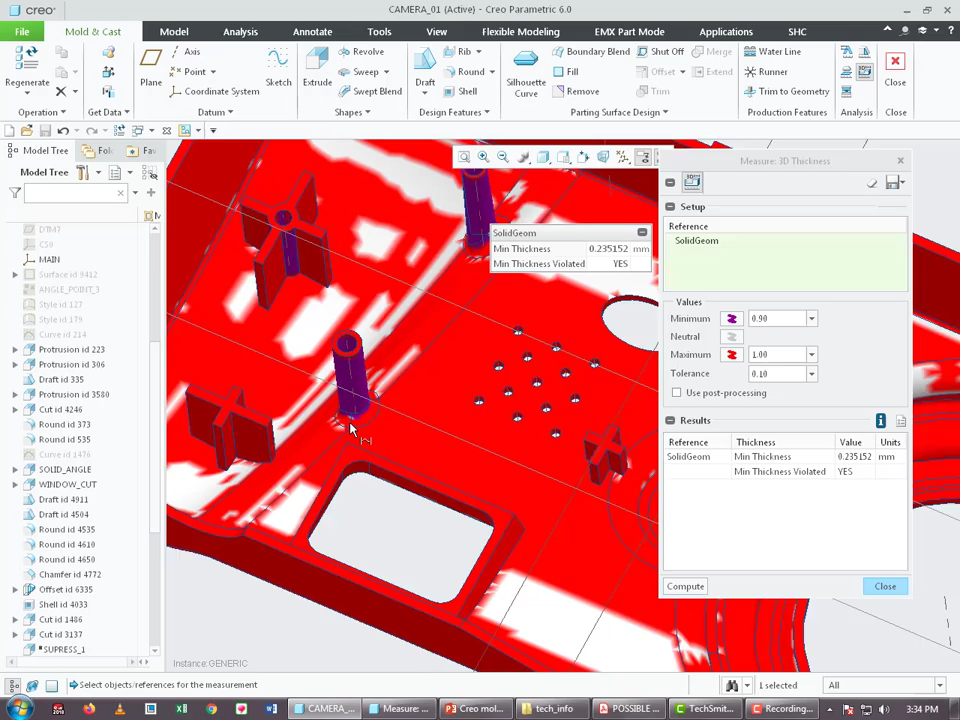 creo
CAMERA_01 (Active) - Creo Parametric 6.0
File
Mold & Cast
Model
Analysis
Annotate
Tools
View
Flexible Modeling
EMX Part Mode
Applications
SHC
Regenerate
Operation
Get Data
Plane
Axis
Point
Coordinate System
Sketch
Datum
Extrude
Revolve
Sweep
Swept Blend
Shapes
Draft
Rib
Round
Shell
Design Features
Silhouette Curve
Boundary Blend
Fill
Remove
Shut Off
Offset
Trim
Merge
Extend
Parting Surface Design
Water Line
Runner
Trim to Geometry
Production Features
Analysis
Close
Close
Model Tree
Fol
Fav
Model Tree
DTM7
CS0
MAIN
Surface id 9412
ANGLE_POINT_3
Style id 127
Style id 179
Curve id 214
Protrusion id 223
Protrusion id 306
Draft id 335
Protrusion id 3580
Cut id 4246
Round id 373
Round id 535
Curve id 1476
SOLID_ANGLE
WINDOW_CUT
Draft id 4911
Draft id 4504
Round id 4535
Round id 4610
Round id 4650
Chamfer id 4772
Offset id 6335
Shell id 4033
Cut id 1486
Cut id 3137
*SUPRESS_1
SolidGeom
Min Thickness 0.235152 mm
Min Thickness Violated YES
Instance:GENERIC
Measure: 3D Thickness
Setup
Reference
SolidGeom
Values
Minimum 0.90
Neutral
Maximum 1.00
Tolerance 0.10
Use post-processing
Results
Reference Thickness Value Units
SolidGeom Min Thickness 0.235152 mm
Min Thickness Violated YES
Compute
Close
Select objects/references for the measurement
1 selected
All
2016
CAMERA_...
Measure: ...
Creo mol...
tech_info
POSSIBLE ...
TechSmit...
Recording...
3:34 PM